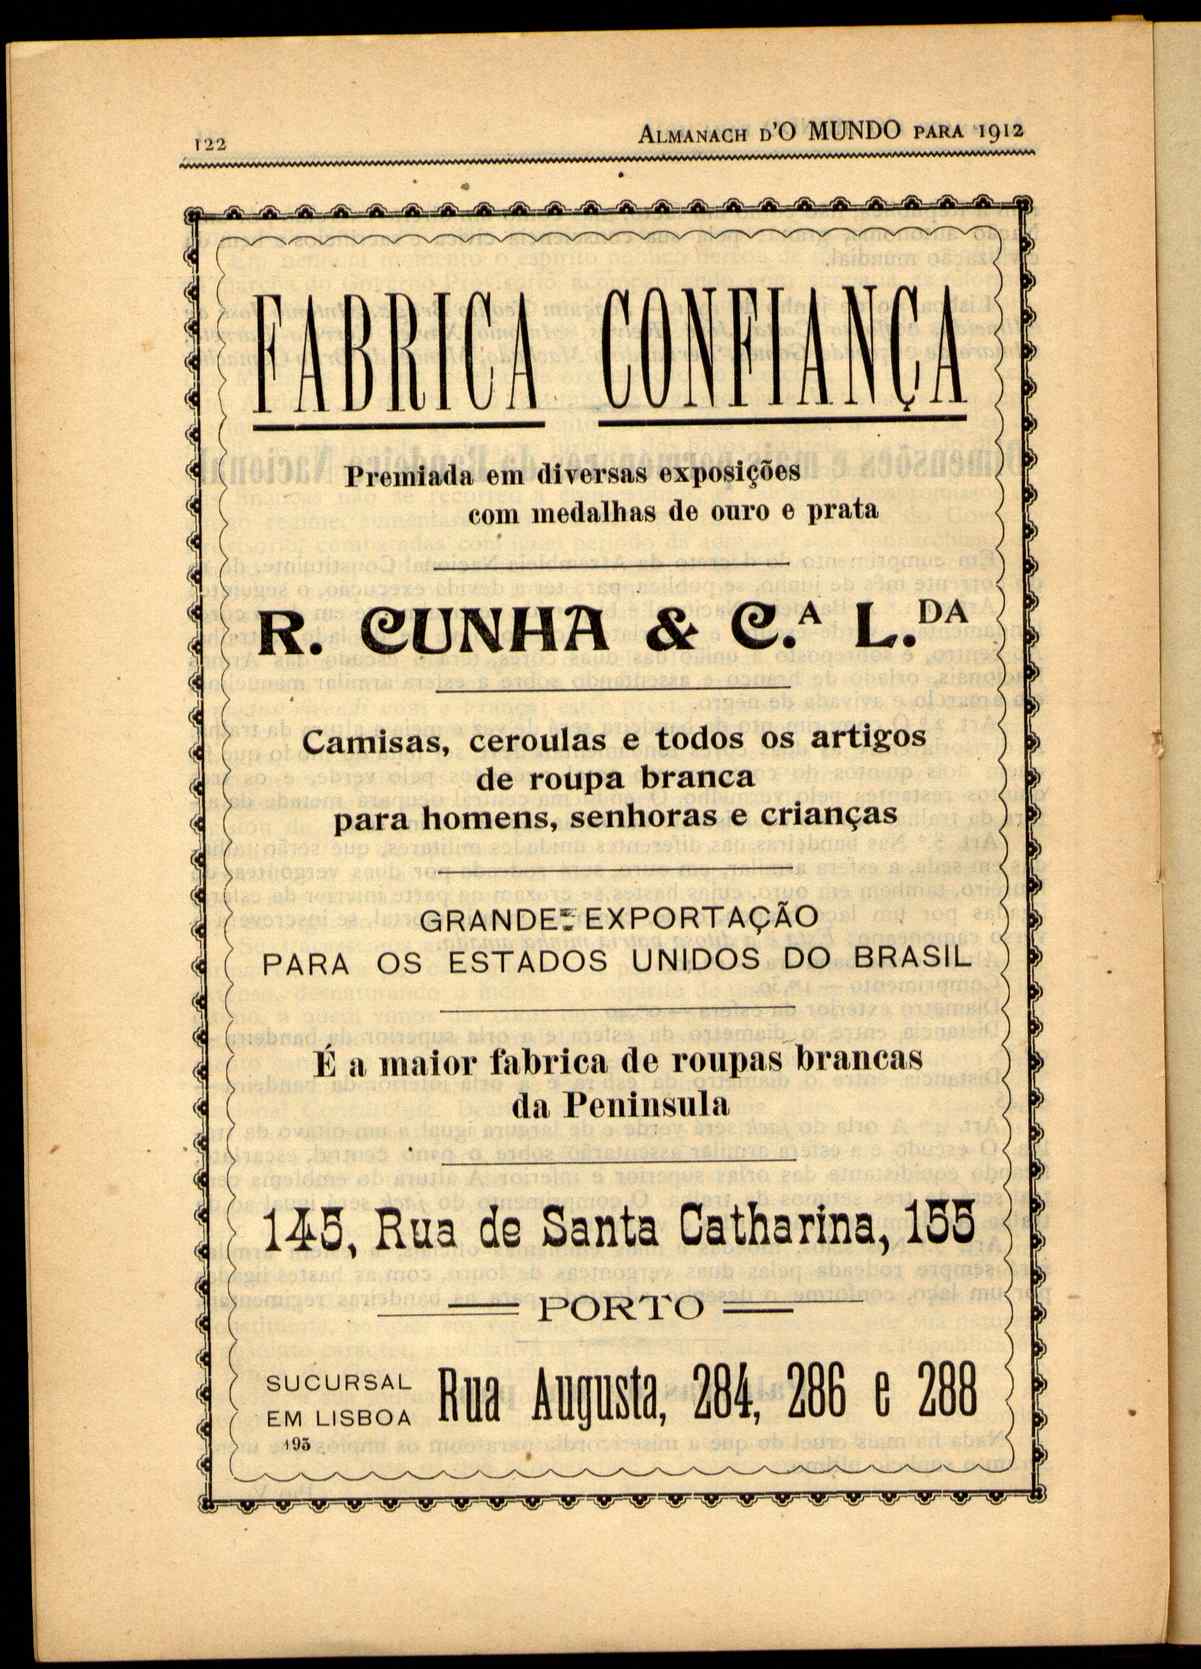 122
ALMANACH D'O MUNDO PARA 1912
FABRICA CONFIANÇA
Premiada em diversas exposições
com medalhas de ouro e prata
R. CUNHA & C.A L.DA
Camisas, ceroulas e todos os artigos
de roupa branca
para homens, senhoras e crianças
GRANDE EXPORTAÇÃO
PARA OS ESTADOS UNIDOS DO BRASIL
É a maior fabrica de roupas brancas
da Peninsula
145, Rua de Santa Catharina, 155
PORTO
SUCURSAL
EM LISBOA
Rua Augusta, 284, 286 e 288
195